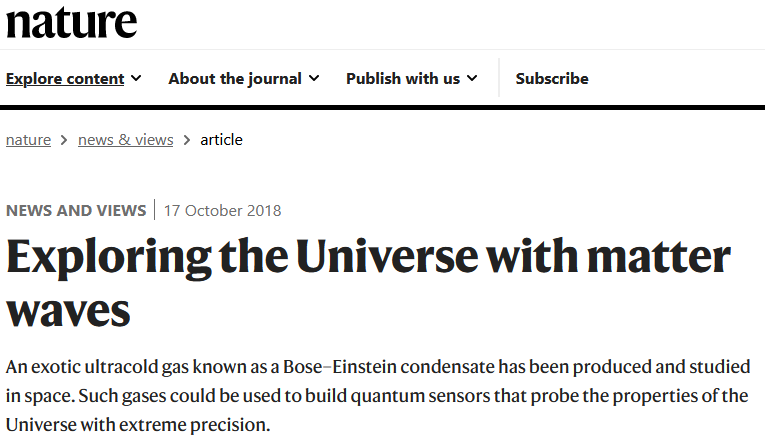 nature
Explore content About the journal Publish with us Subscribe
nature > news & views > article
NEWS AND VIEWS | 17 October 2018
Exploring the Universe with matter
waves
An exotic ultracold gas known as a Bose–Einstein condensate has been produced and studied
in space. Such gases could be used to build quantum sensors that probe the properties of the
Universe with extreme precision.